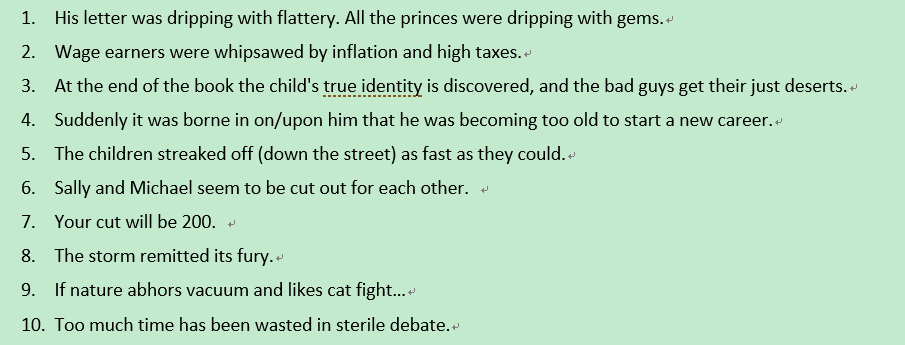 1. His letter was dripping with flattery. All the princes were dripping with gems.
2. Wage earners were whipsawed by inflation and high taxes.
3. At the end of the book the child's true identity is discovered, and the bad guys get their just deserts.
4. Suddenly it was borne in on/upon him that he was becoming too old to start a new career.
5. The children streaked off (down the street) as fast as they could.
6. Sally and Michael seem to be cut out for each other.
7. Your cut will be 200.
8. The storm remitted its fury.
9. If nature abhors vacuum and likes cat fight...
10. Too much time has been wasted in sterile debate.